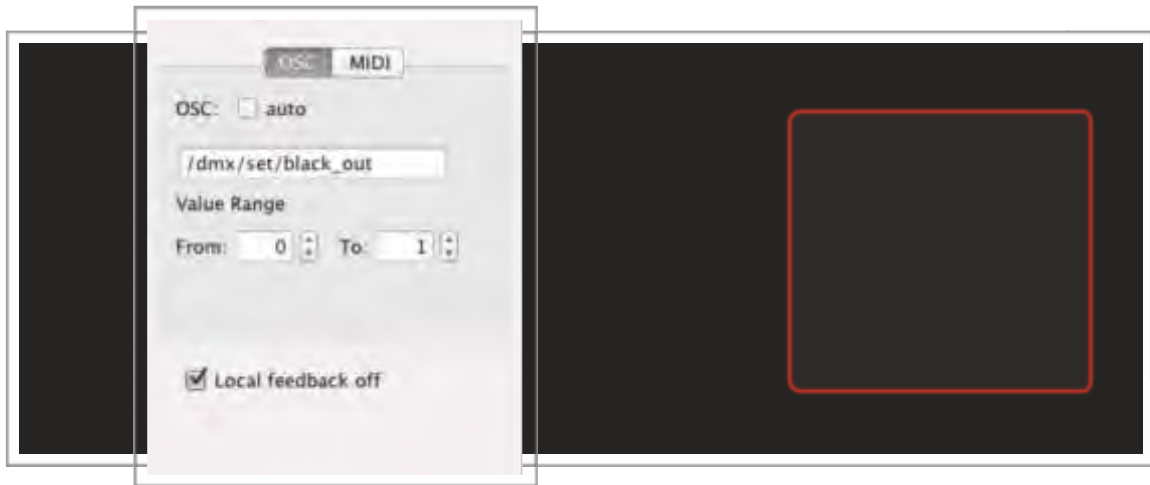 OSC MIDI
OSC: auto
/dmx/set/black_out
Value Range
From: 0 To: 1
Local feedback off